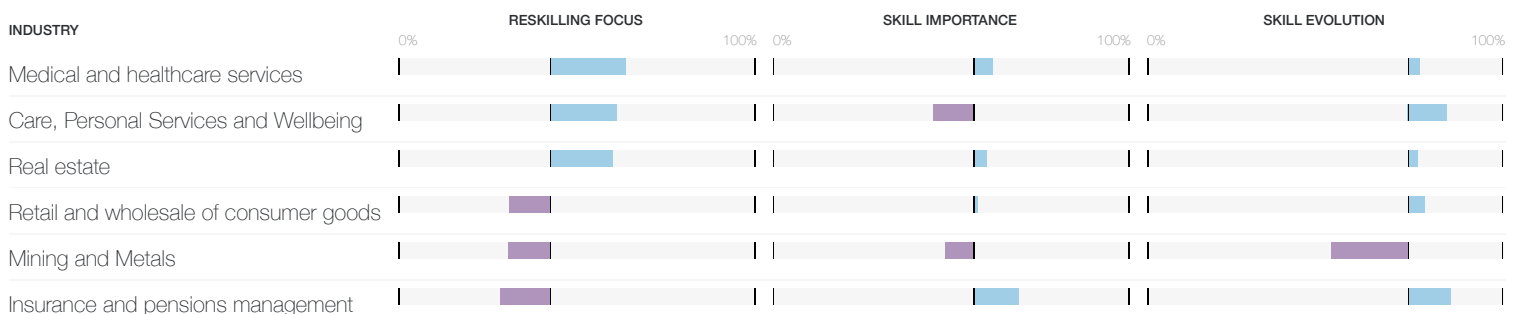 INDUSTRY
RESKILLING FOCUS
SKILL IMPORTANCE
SKILL EVOLUTION
0%
100%
0%
100%
0%
100%
Medical and healthcare services
Care, Personal Services and Wellbeing
Real estate
Retail and wholesale of consumer goods
Mining and Metals
Insurance and pensions management